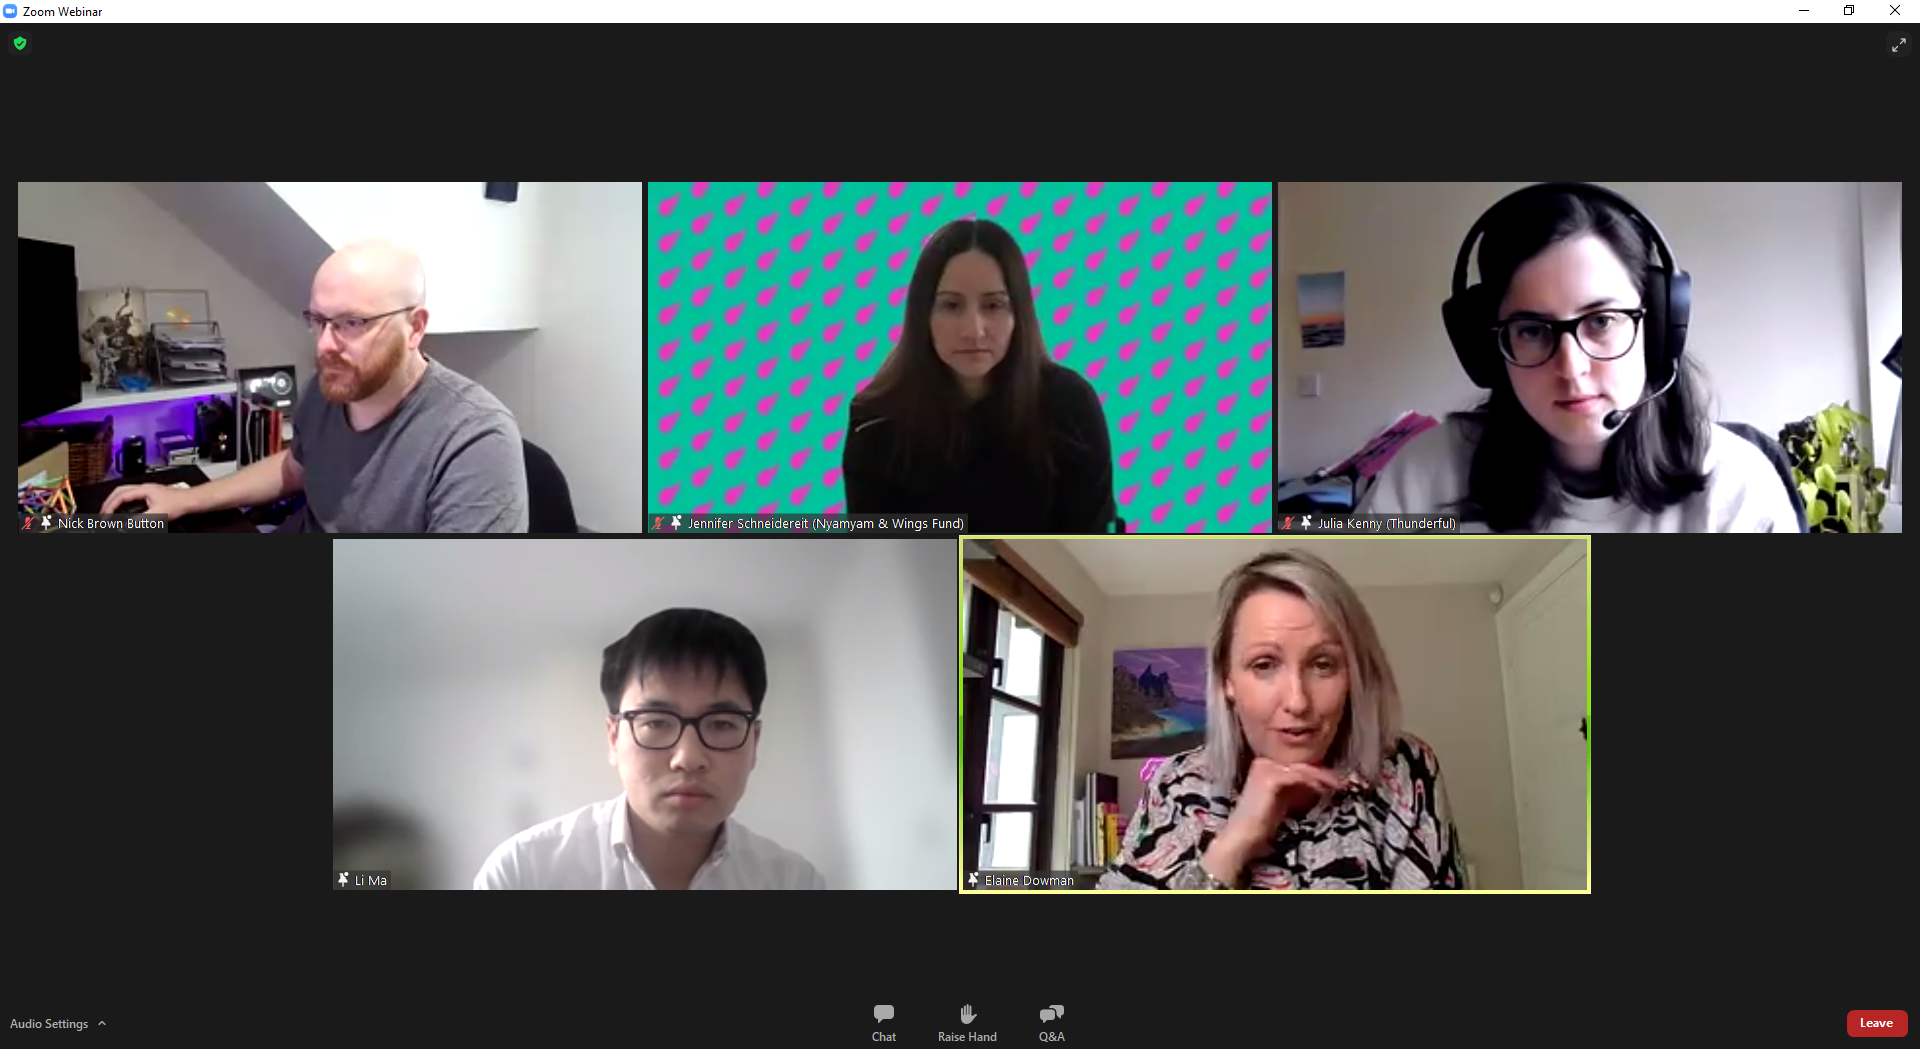 Zoom Webinar
Nick Brown Button
Jennifer Schneidereit (Nyamyam & Wings Fund)
Julia Kenny (Thunderful)
Li Ma
Elaine Dowman
Audio Settings
Chat
Raise Hand
Q&A
Leave